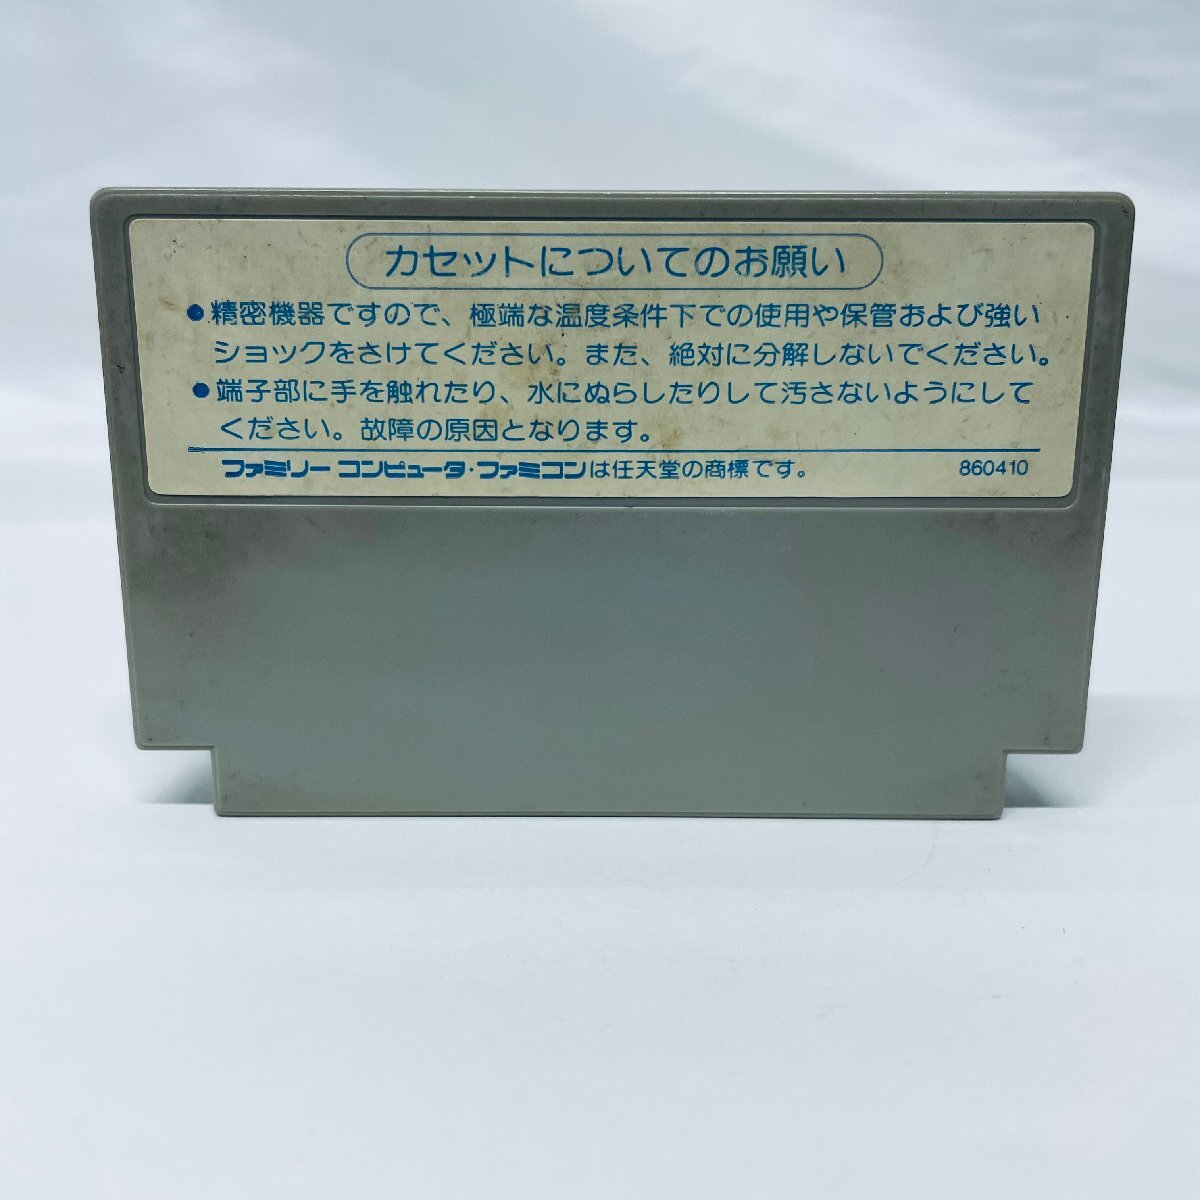 カセットについてのお願い
●精密機器ですので、極端な温度条件下での使用や保管および強い
ショックをさけてください。また、絶対に分解しないでください。
●端子部に手を触れたり、水にぬらしたりして汚さないようにして
ください。故障の原因となります。
ファミリー コンピュータ・ファミコンは任天堂の商標です。 860410